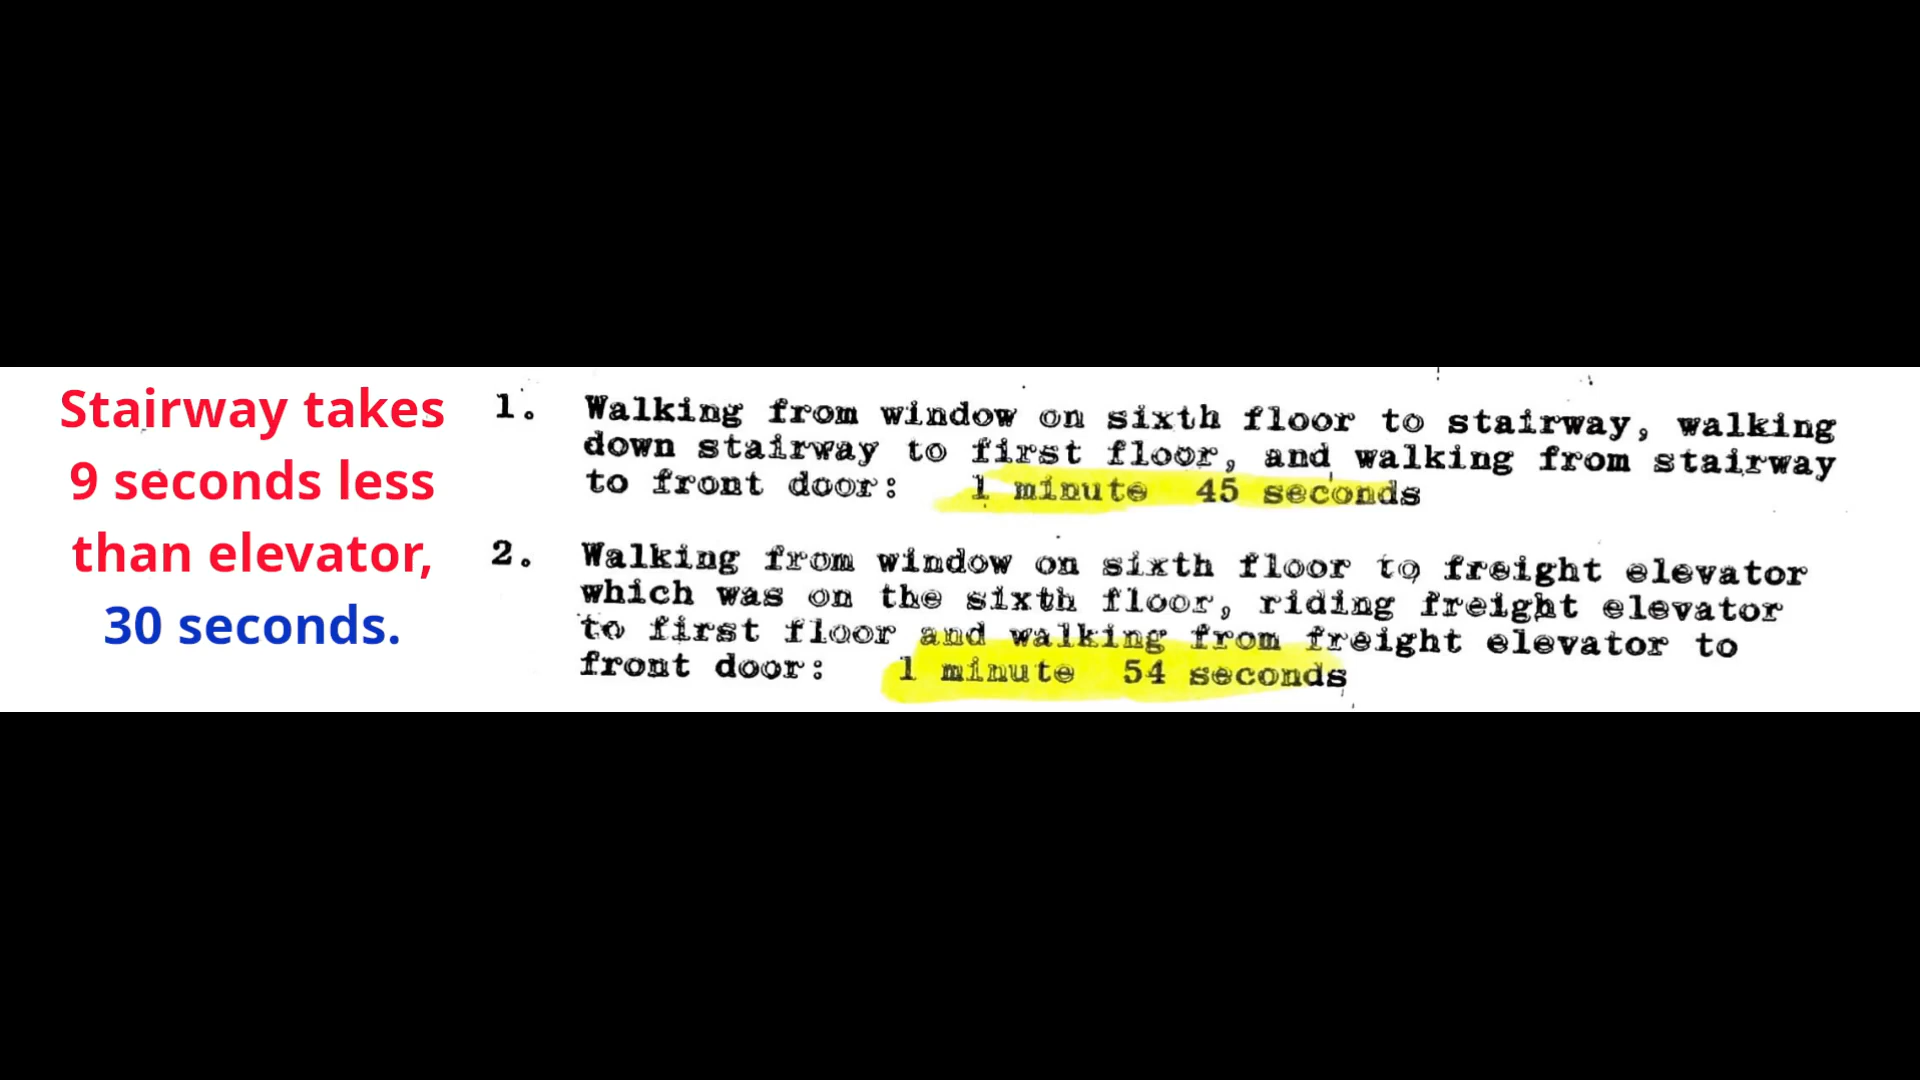 Stairway takes
9 seconds less
than elevator,
30 seconds.
1. Walking from window on sixth floor to stairway, walking
down stairway to first floor, and walking from stairway
to front door: 1 minute 45 seconds
2. Walking from window on sixth floor to freight elevator
which was on the sixth floor, riding freight elevator
to first floor and walking from freight elevator to
front door: 1 minute 54 seconds